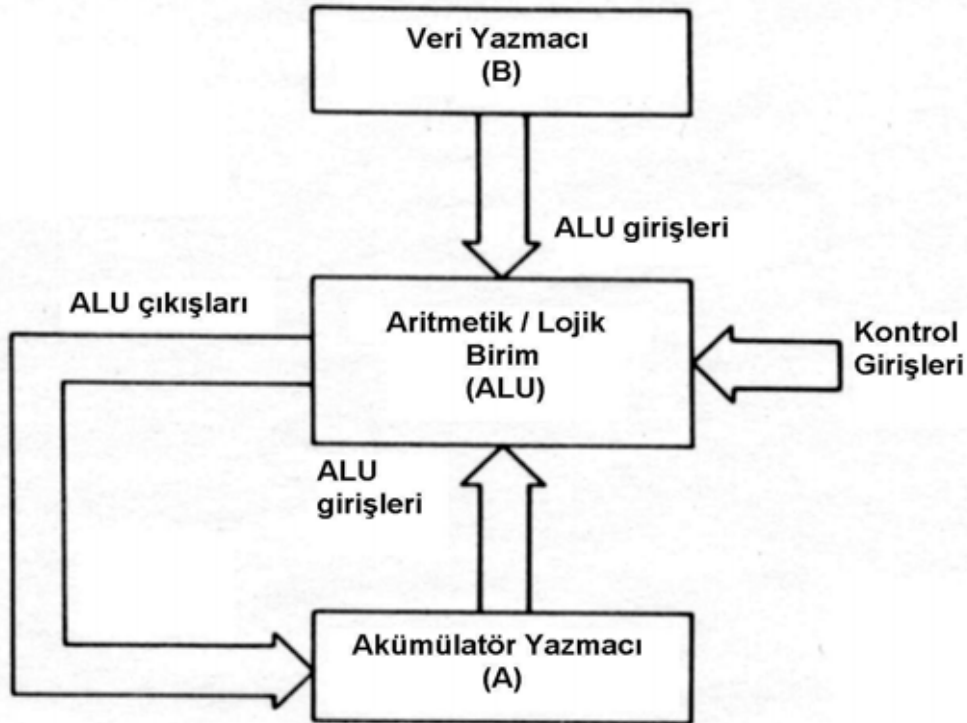 Veri Yazmacı
(B)
ALU girişleri
ALU çıkışları
Aritmetik / Lojik
Birim
(ALU)
Kontrol
Girişleri
ALU
girişleri
Akümülatör Yazmacı
(A)